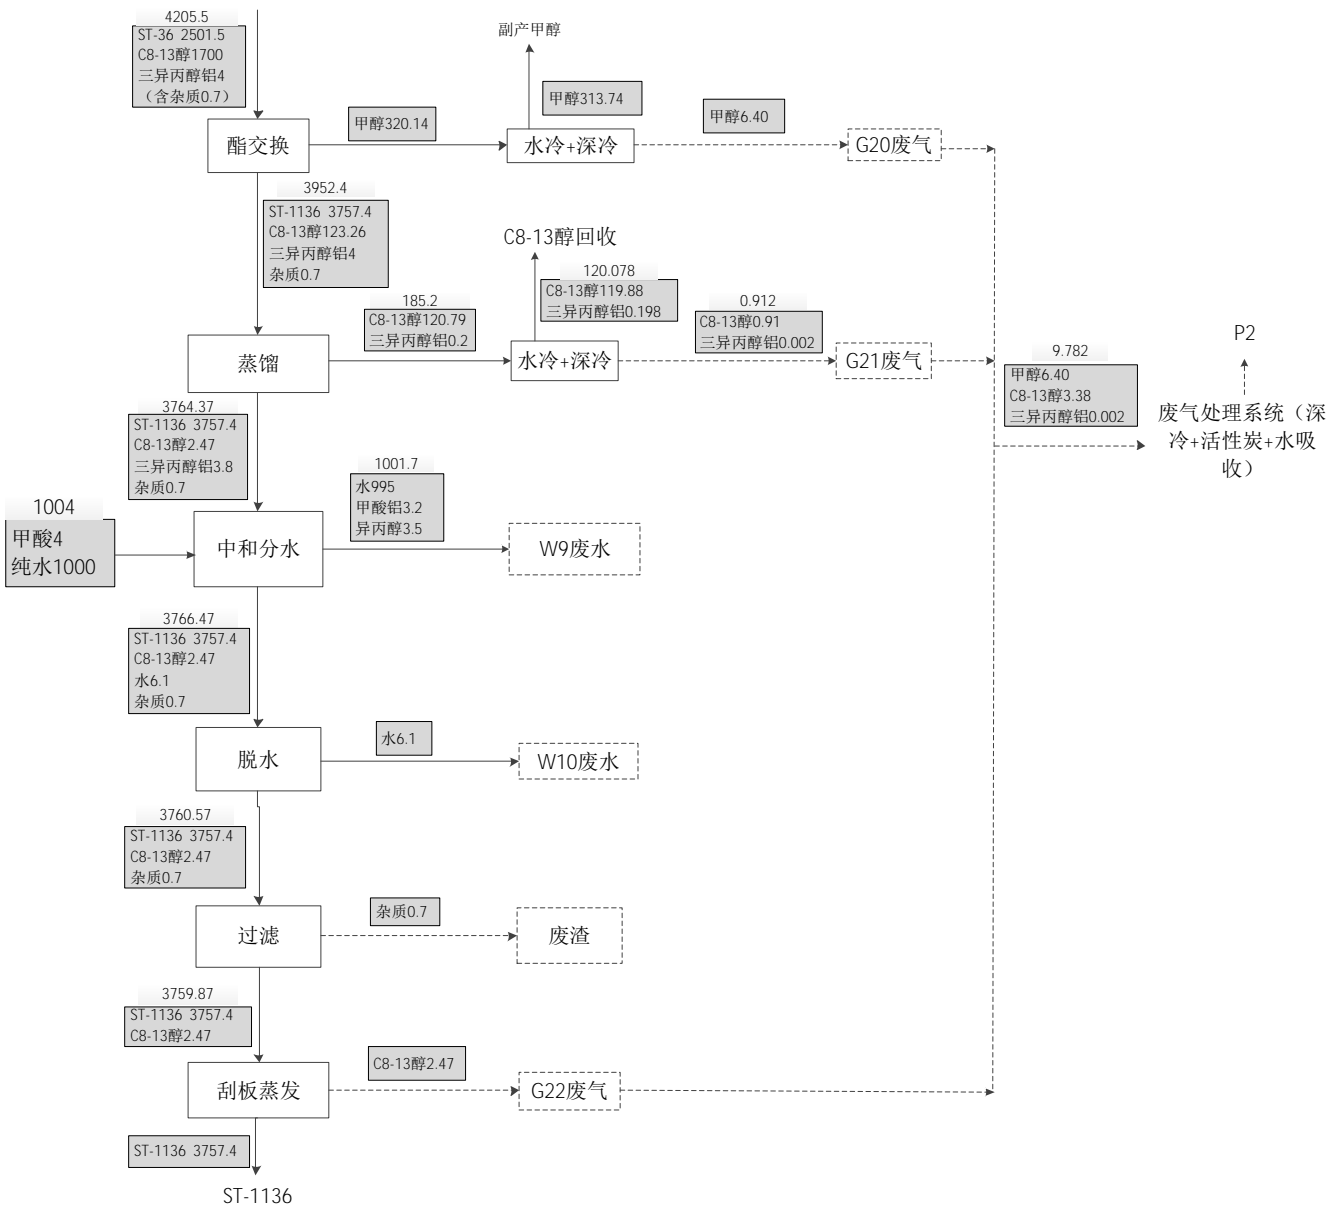 4205.5
ST-36 2501.5
C8-13醇1700
三异丙醇铝4
（含杂质0.7）
副产甲醇
甲醇313.74
甲醇320.14
甲醇6.40
酯交换
水冷+深冷
G20废气
3952.4
ST-1136 3757.4
C8-13醇123.26
三异丙醇铝4
杂质0.7
C8-13醇回收
120.078
C8-13醇119.88
三异丙醇铝0.198
185.2
C8-13醇120.79
三异丙醇铝0.2
0.912
C8-13醇0.91
三异丙醇铝0.002
蒸馏
水冷+深冷
G21废气
9.782
甲醇6.40
C8-13醇3.38
三异丙醇铝0.002
P2
废气处理系统（深
冷+活性炭+水吸
收）
3764.37
ST-1136 3757.4
C8-13醇2.47
三异丙醇铝3.8
杂质0.7
1004
甲酸4
纯水1000
1001.7
水995
甲酸铝3.2
异丙醇3.5
中和分水
W9废水
3766.47
ST-1136 3757.4
C8-13醇2.47
水6.1
杂质0.7
水6.1
脱水
W10废水
3760.57
ST-1136 3757.4
C8-13醇2.47
杂质0.7
杂质0.7
过滤
废渣
3759.87
ST-1136 3757.4
C8-13醇2.47
C8-13醇2.47
刮板蒸发
G22废气
ST-1136 3757.4
ST-1136